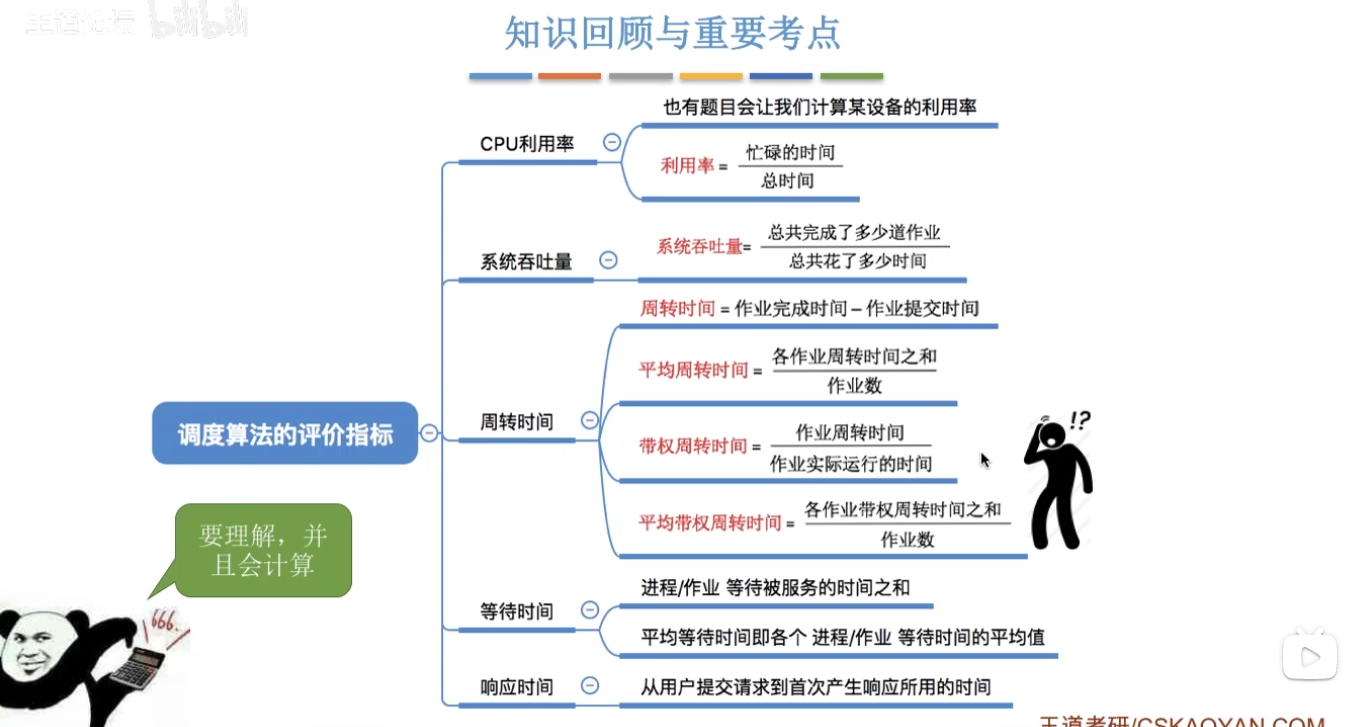 王道论坛 bilibili
知识回顾与重要考点
调度算法的评价指标
CPU利用率
也有题目会让我们计算某设备的利用率
利用率 = 忙碌的时间
总时间
系统吞吐量
系统吞吐量= 总共完成了多少道作业
总共花了多少时间
周转时间
周转时间 = 作业完成时间 – 作业提交时间
平均周转时间 = 各作业周转时间之和
作业数
带权周转时间 = 作业周转时间
作业实际运行的时间
平均带权周转时间 = 各作业带权周转时间之和
作业数
等待时间
进程/作业 等待被服务的时间之和
平均等待时间即各个 进程/作业 等待时间的平均值
响应时间
从用户提交请求到首次产生响应所用的时间
要理解，并
且会计算
666.
!?
王道考研/CSKAOYAN.COM